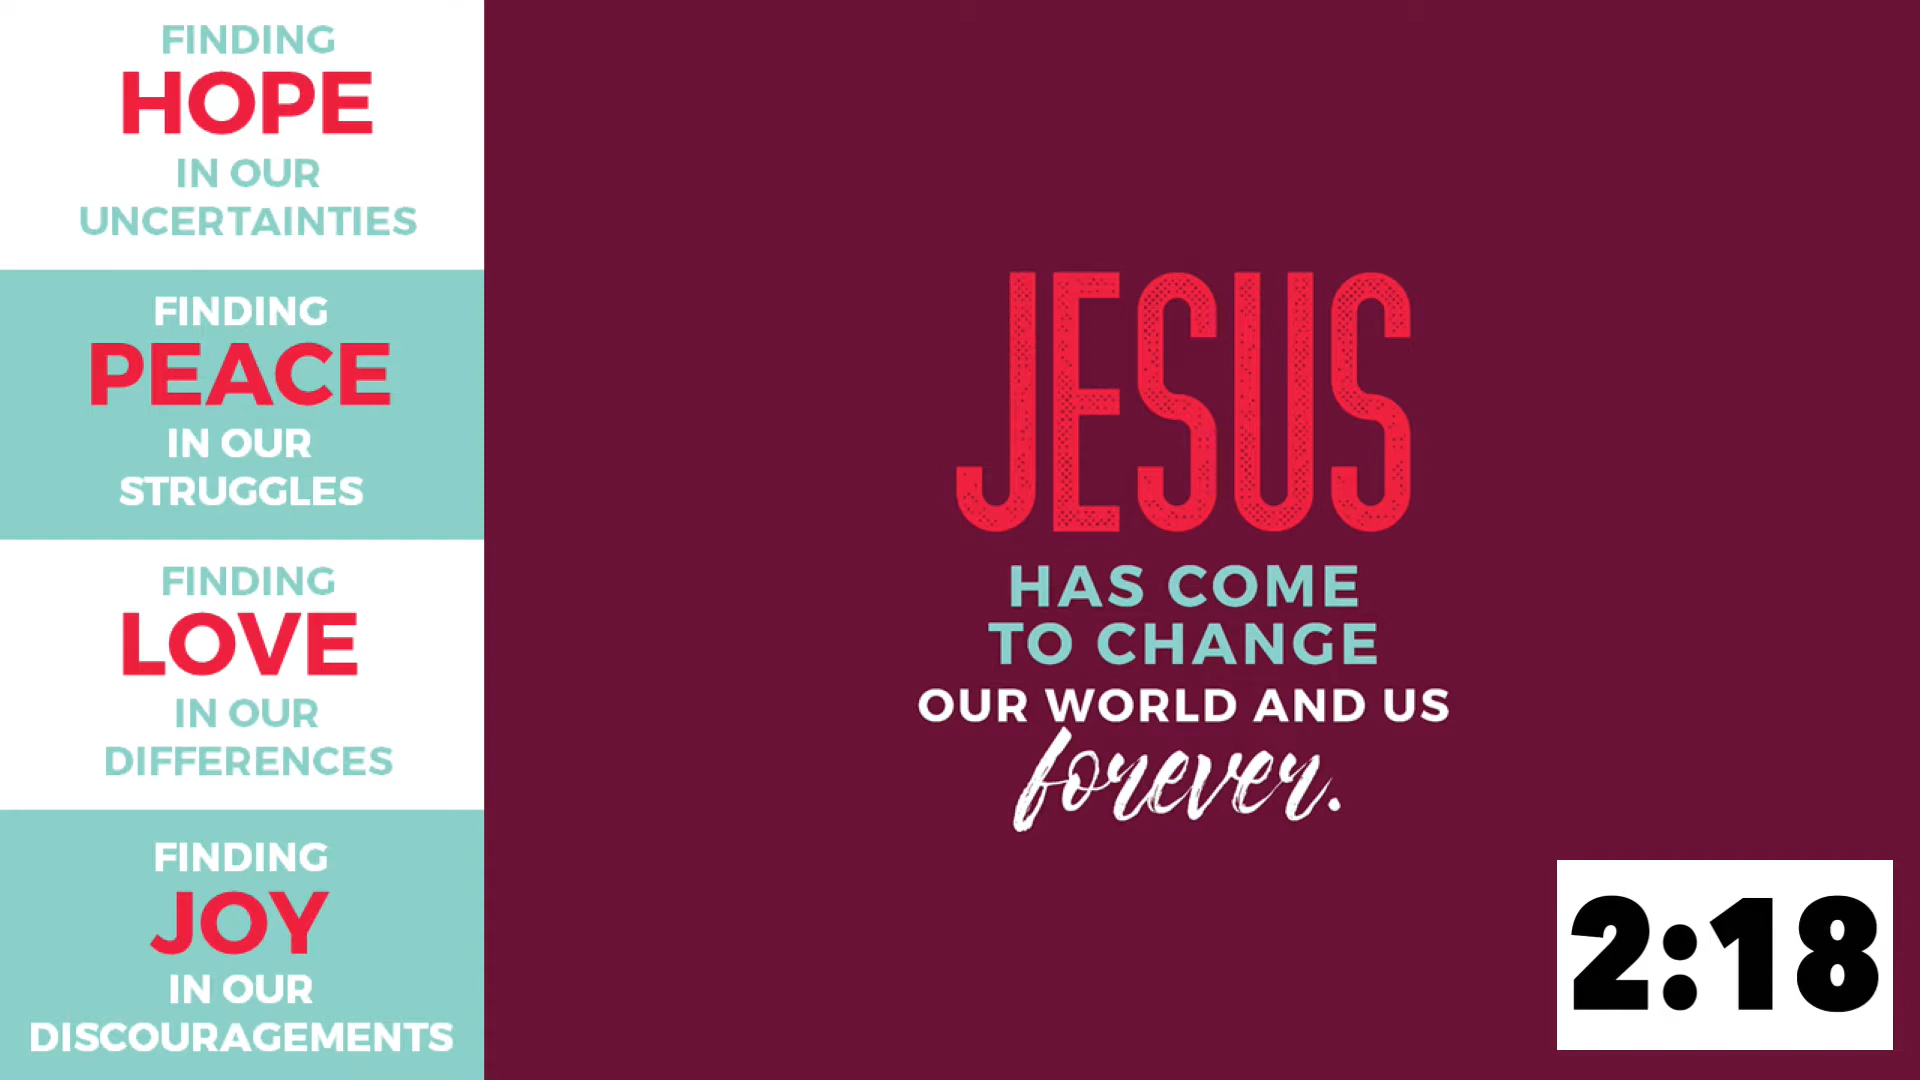 FINDING
HOPE
IN OUR
UNCERTAINTIES
FINDING
PEACE
IN OUR
STRUGGLES
FINDING
LOVE
IN OUR
DIFFERENCES
FINDING
JOY
IN OUR
DISCOURAGEMENTS
JESUS
HAS COME
TO CHANGE
OUR WORLD AND US
forever.
2:18